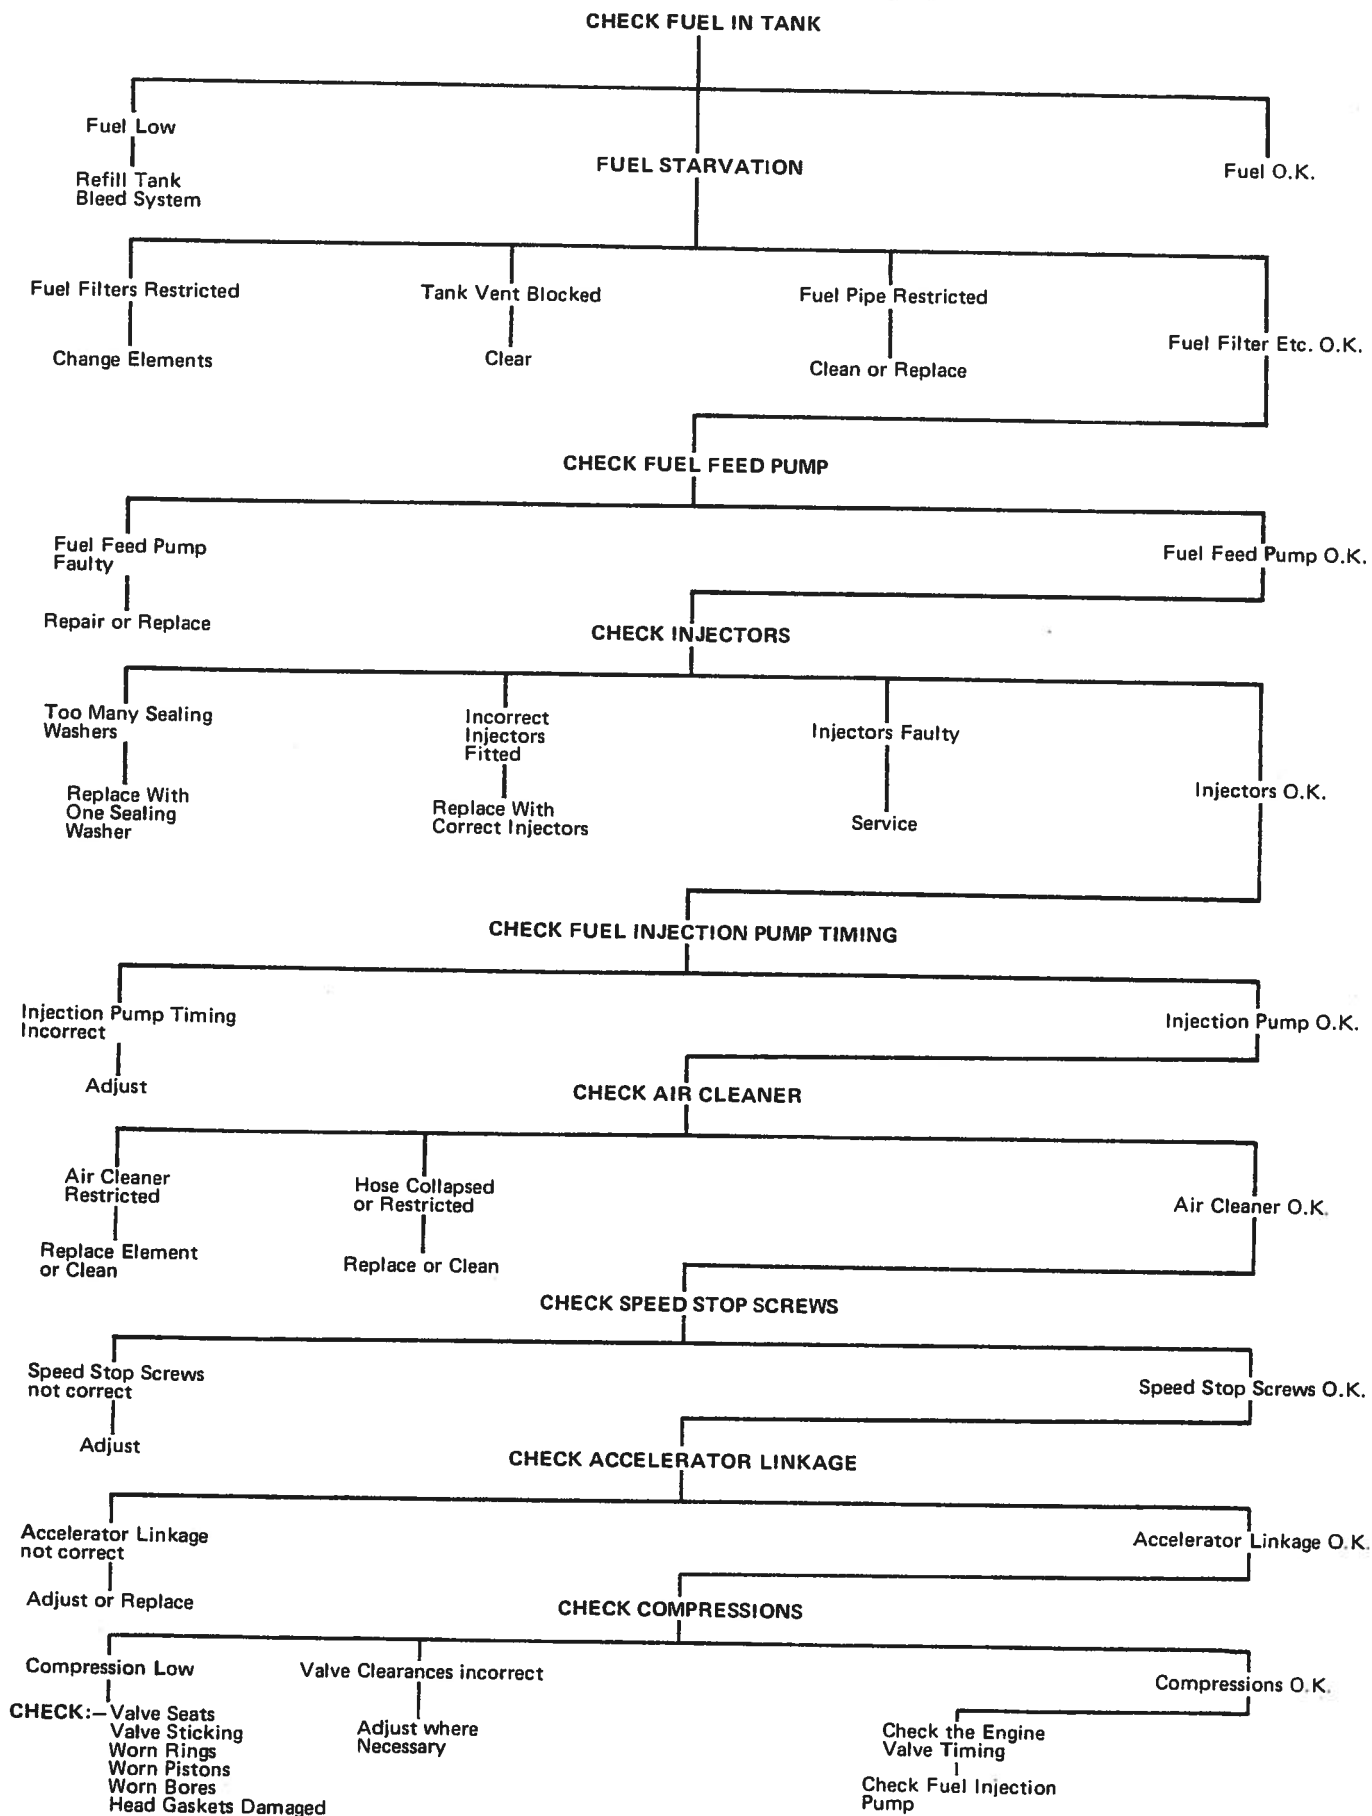 CHECK FUEL IN TANK
Fuel Low
Refill Tank
Bleed System
FUEL STARVATION
Fuel O.K.
Fuel Filters Restricted
Change Elements
Tank Vent Blocked
Clear
Fuel Pipe Restricted
Clean or Replace
Fuel Filter Etc. O.K.
CHECK FUEL FEED PUMP
Fuel Feed Pump
Faulty
Repair or Replace
Fuel Feed Pump O.K.
CHECK INJECTORS
Too Many Sealing
Washers
Replace With
One Sealing
Washer
Incorrect
Injectors
Fitted
Replace With
Correct Injectors
Injectors Faulty
Service
Injectors O.K.
CHECK FUEL INJECTION PUMP TIMING
Injection Pump Timing
Incorrect
Adjust
Injection Pump O.K.
CHECK AIR CLEANER
Air Cleaner
Restricted
Replace Element
or Clean
Hose Collapsed
or Restricted
Replace or Clean
Air Cleaner O.K.
CHECK SPEED STOP SCREWS
Speed Stop Screws
not correct
Adjust
Speed Stop Screws O.K.
CHECK ACCELERATOR LINKAGE
Accelerator Linkage
not correct
Adjust or Replace
Accelerator Linkage O.K.
CHECK COMPRESSIONS
Compression Low
CHECK:– Valve Seats
Valve Sticking
Worn Rings
Worn Pistons
Worn Bores
Head Gaskets Damaged
Valve Clearances incorrect
Adjust where
Necessary
Compressions O.K.
Check the Engine
Valve Timing
Check Fuel Injection
Pump